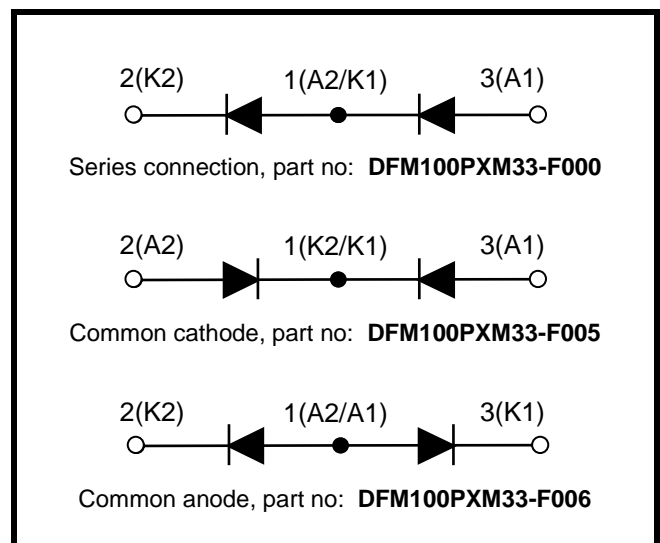 2(K2) 1(A2/K1) 3(A1)
Series connection, part no: DFM100PXM33-F000
2(A2) 1(K2/K1) 3(A1)
Common cathode, part no: DFM100PXM33-F005
2(K2) 1(A2/A1) 3(K1)
Common anode, part no: DFM100PXM33-F006